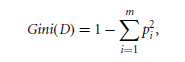 Gini(D) = 1 − ∑_{i=1}^{m} p_i^2,